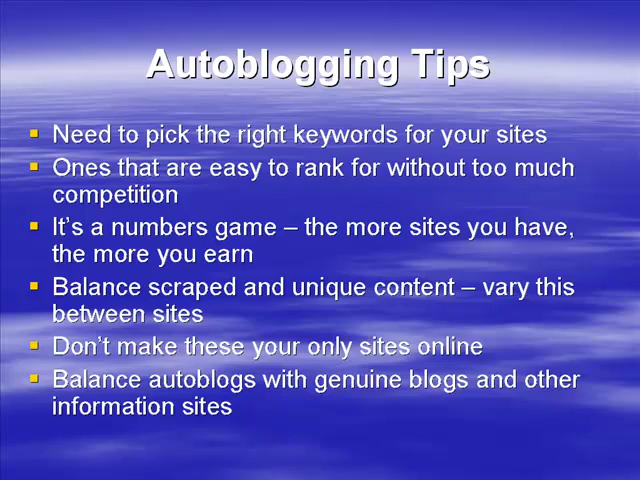 Autoblogging Tips
Need to pick the right keywords for your sites
Ones that are easy to rank for without too much
competition
It's a numbers game – the more sites you have,
the more you earn
Balance scraped and unique content – vary this
between sites
Don't make these your only sites online
Balance autoblogs with genuine blogs and other
information sites